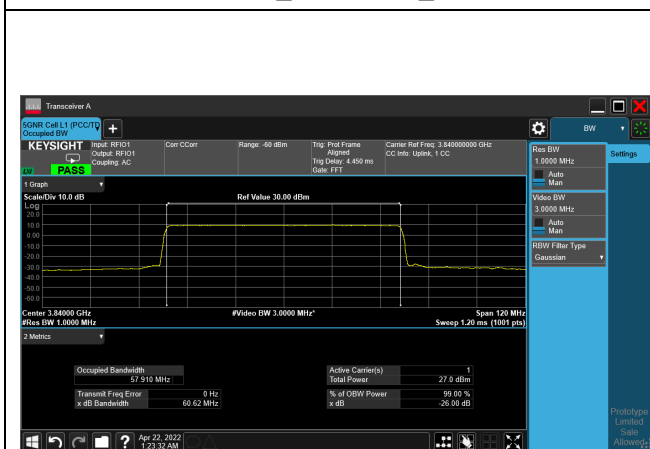 Transceiver A
5GNR Cell L1 (PCC/TD
Occupied BW
BW
KEYSIGHT
Input: RFIO1
Output: RFIO1
Coupling: AC
Corr CCorr
Range: -60 dBm
Trig: Prot Frame
Aligned
Trig Delay: 4.450 ms
Gate: FFT
Carrier Ref Freq: 3.840000000 GHz
CC Info: Uplink, 1 CC
PASS
Res BW
1.0000 MHz
Auto
Man
Video BW
3.0000 MHz
Auto
Man
RBW Filter Type
Gaussian
Settings
1 Graph
Scale/Div 10.0 dB
Ref Value 30.00 dBm
Log
20.0
10.0
0.00
-10.0
-20.0
-30.0
-40.0
-50.0
-60.0
Center 3.84000 GHz
#Video BW 3.0000 MHz*
Span 120 MHz
#Res BW 1.0000 MHz
Sweep 1.20 ms (1001 pts)
2 Metrics
Occupied Bandwidth
57.910 MHz
Active Carrier(s) 1
Total Power 27.0 dBm
Transmit Freq Error 0 Hz
x dB Bandwidth 60.62 MHz
% of OBW Power 99.00 %
x dB -26.00 dB
Prototype
Limited
Sale
Allowed
?
Apr 22, 2022
1:23:32 AM